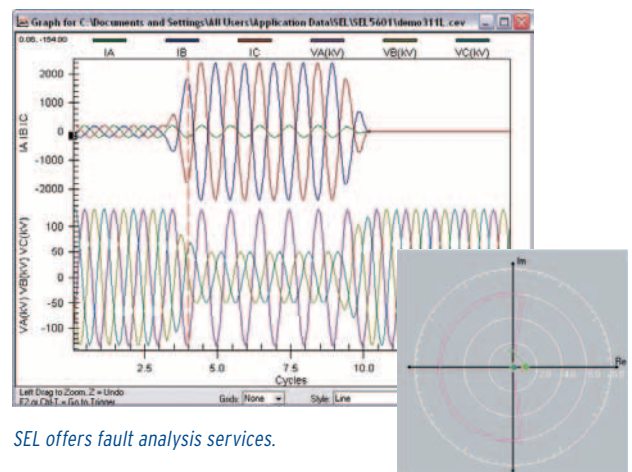 Graph for C:\Documents and Settings\All Users\Application Data\SEL\SEL5601\demo311L.cev
0.00, -154.00
IA IB IC VA(kV) VB(kV) VC(kV)
IA IB IC
2000
1000
0
-1000
-2000
VA(kV) VB(kV) VC(kV)
100
50
0
-50
-100
2.5 5.0 7.5 10.0
Cycles
Left Drag to Zoom, Z = Undo
F2 or Ctl-T = Go to Trigger
Grids: None Style: Line
Im
Re
SEL offers fault analysis services.